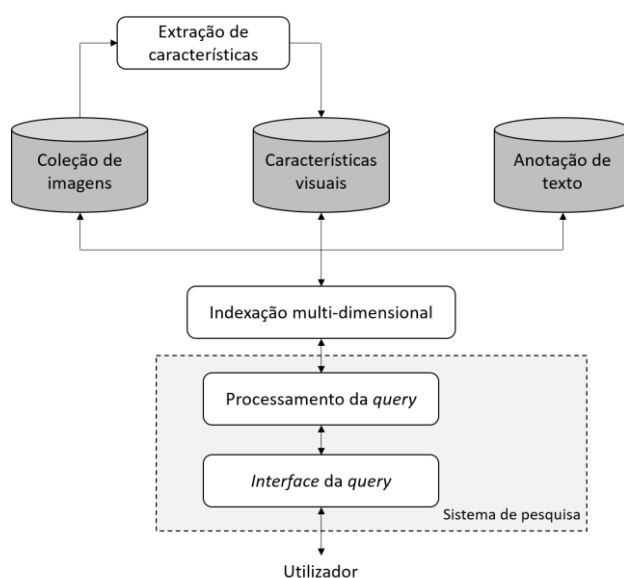 Extração de
características
Coleção de
imagens
Características
visuais
Anotação de
texto
Indexação multi-dimensional
Processamento da query
Interface da query
Sistema de pesquisa
Utilizador